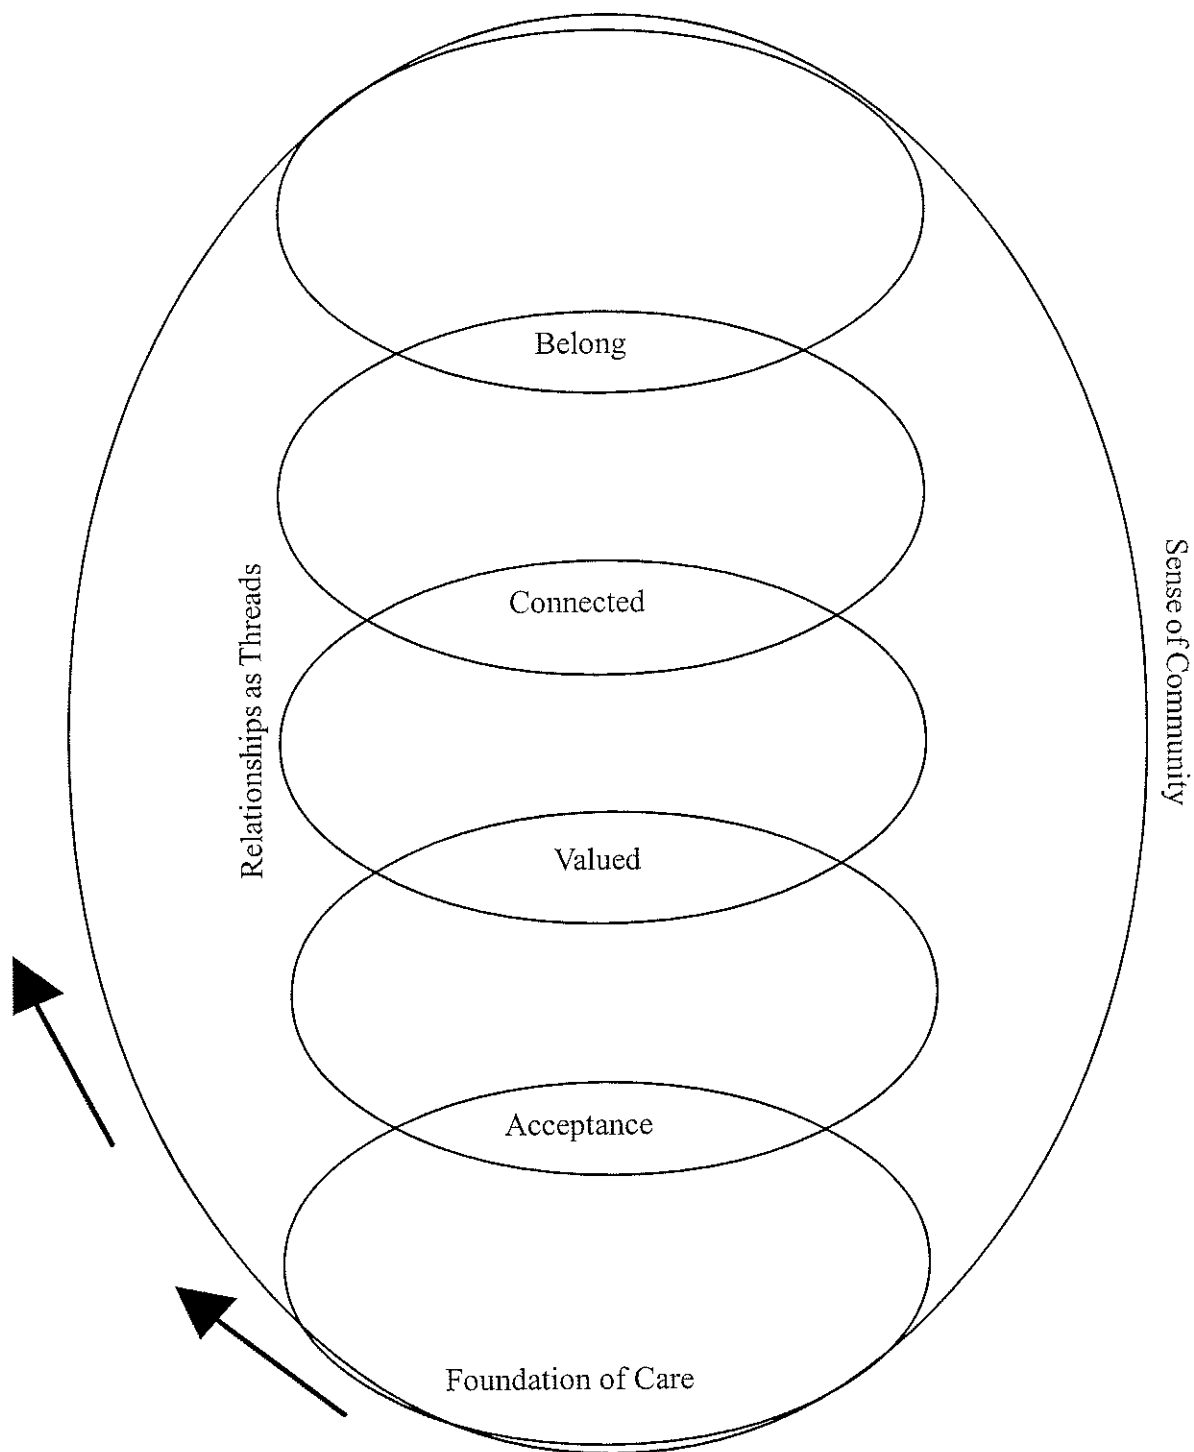 Belong
Connected
Relationships as Threads
Sense of Community
Valued
Acceptance
Foundation of Care